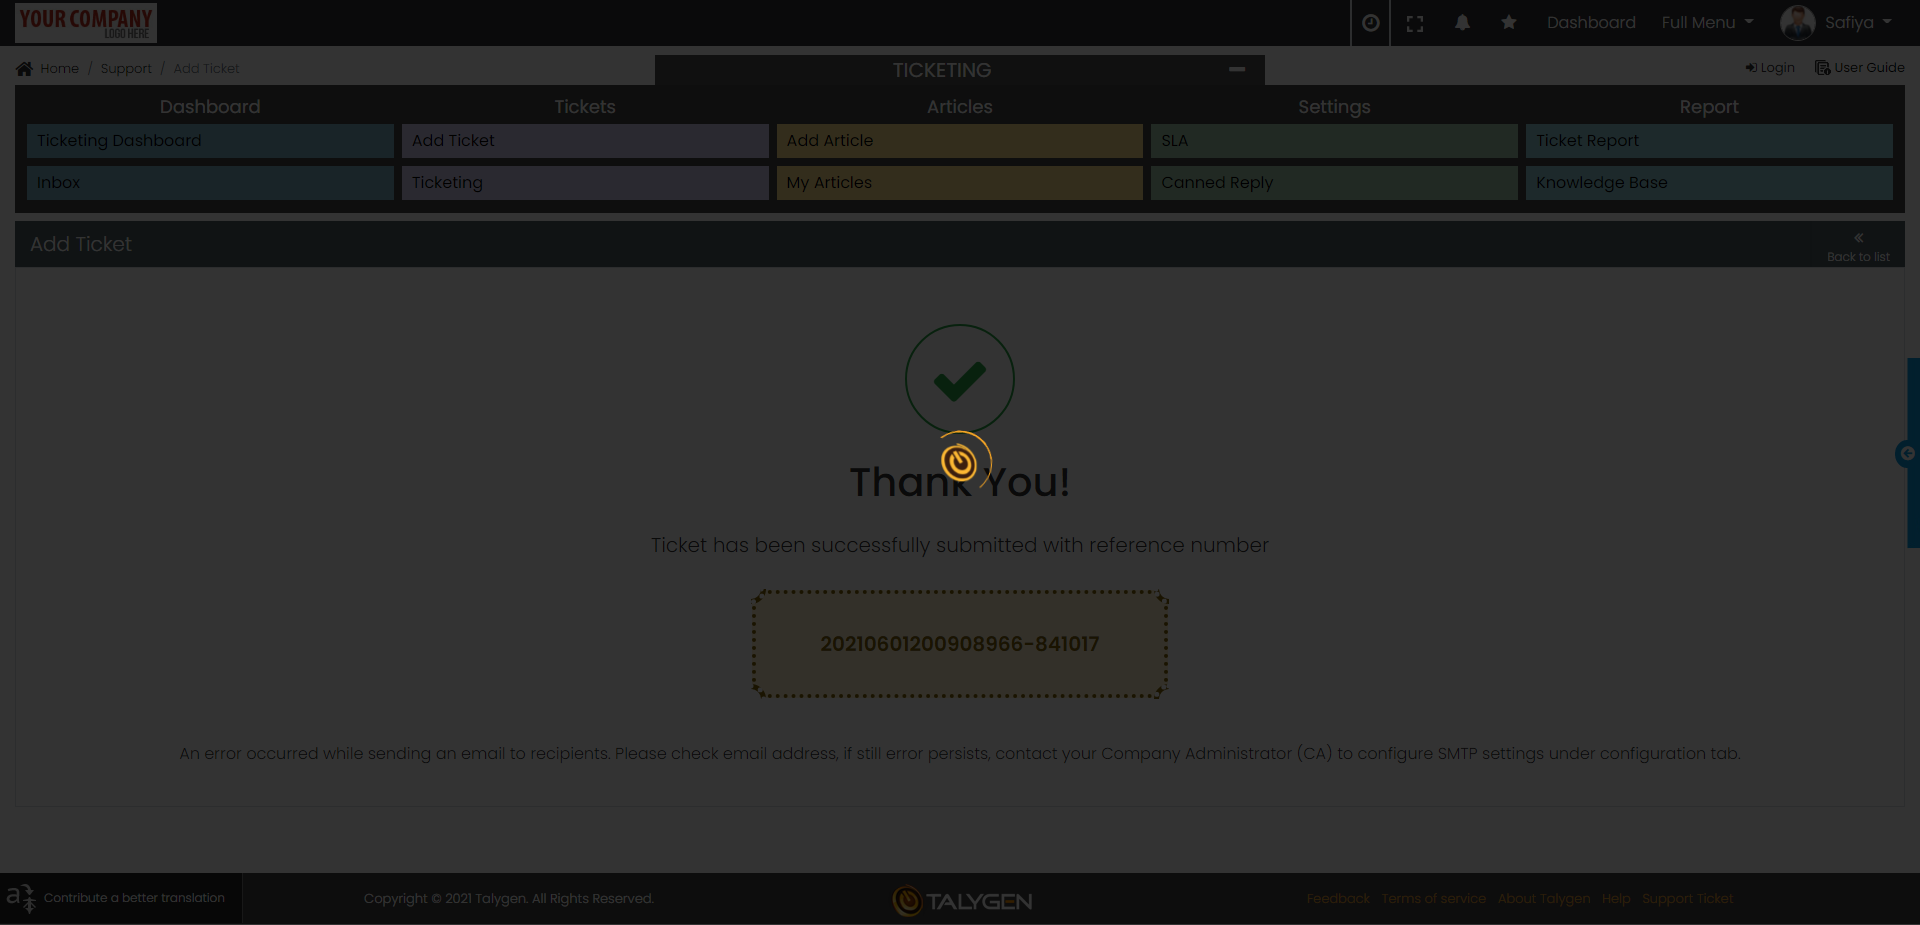 YOUR COMPANY
LOGO HERE
Dashboard
Full Menu
Safiya
Home / Support / Add Ticket
TICKETING
Login
User Guide
Dashboard
Tickets
Articles
Settings
Report
Ticketing Dashboard
Add Ticket
Add Article
SLA
Ticket Report
Inbox
Ticketing
My Articles
Canned Reply
Knowledge Base
Add Ticket
Back to list
Thank You!
Ticket has been successfully submitted with reference number
20210601200908966-841017
An error occurred while sending an email to recipients. Please check email address, if still error persists, contact your Company Administrator (CA) to configure SMTP settings under configuration tab.
Contribute a better translation
Copyright © 2021 Talygen. All Rights Reserved.
TALYGEN
Feedback
Terms of service
About Talygen
Help
Support Ticket